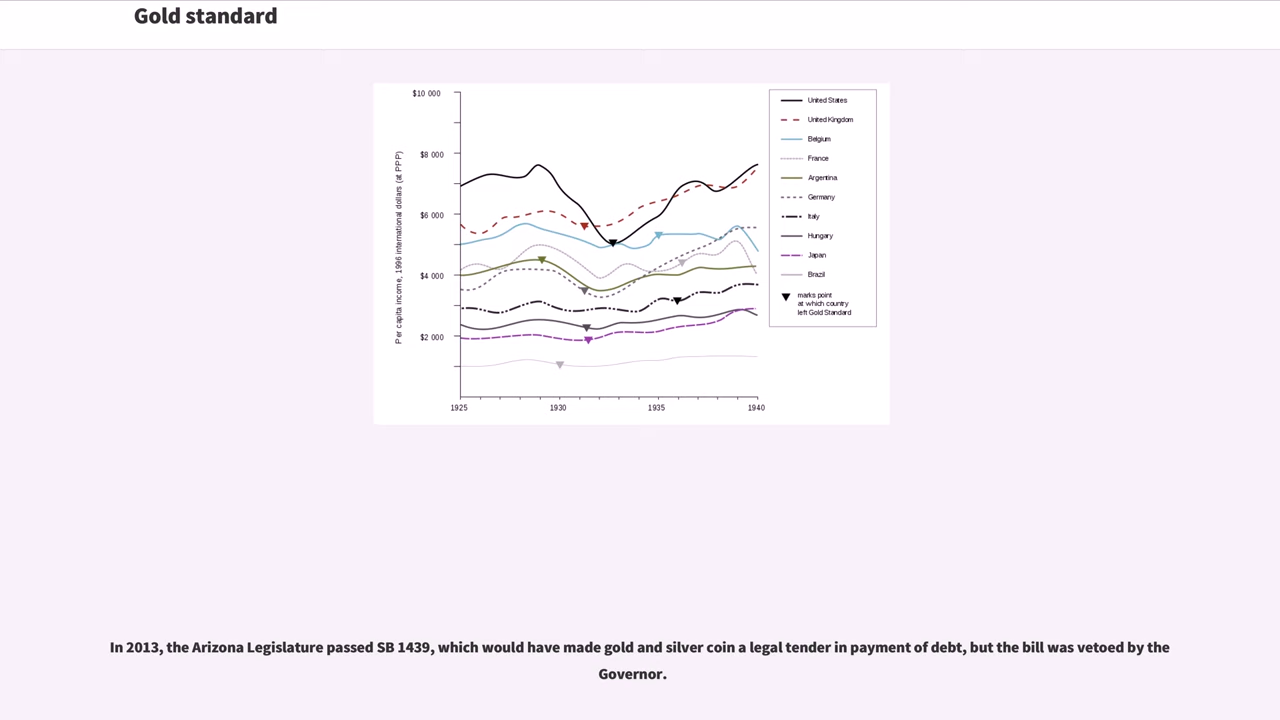 Gold standard
$10 000
$8 000
$6 000
$4 000
$2 000
Per capita income, 1996 international dollars (at PPP)
1925 1930 1935 1940
United States
United Kingdom
Belgium
France
Argentina
Germany
Italy
Hungary
Japan
Brazil
marks point
at which country
left Gold Standard
In 2013, the Arizona Legislature passed SB 1439, which would have made gold and silver coin a legal tender in payment of debt, but the bill was vetoed by the
Governor.